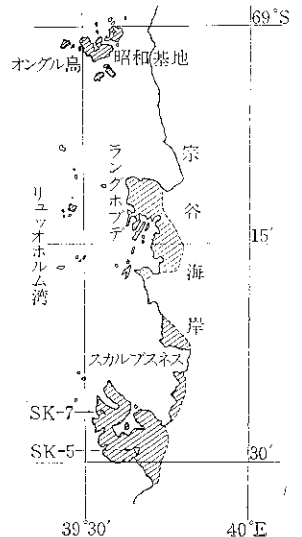 69°S
オングル島
昭和基地
ラングホブデ
宗谷海岸
リュツオホルム湾
15′
スカルブスネス
SK-7
SK-5
30′
39°30′
40°E